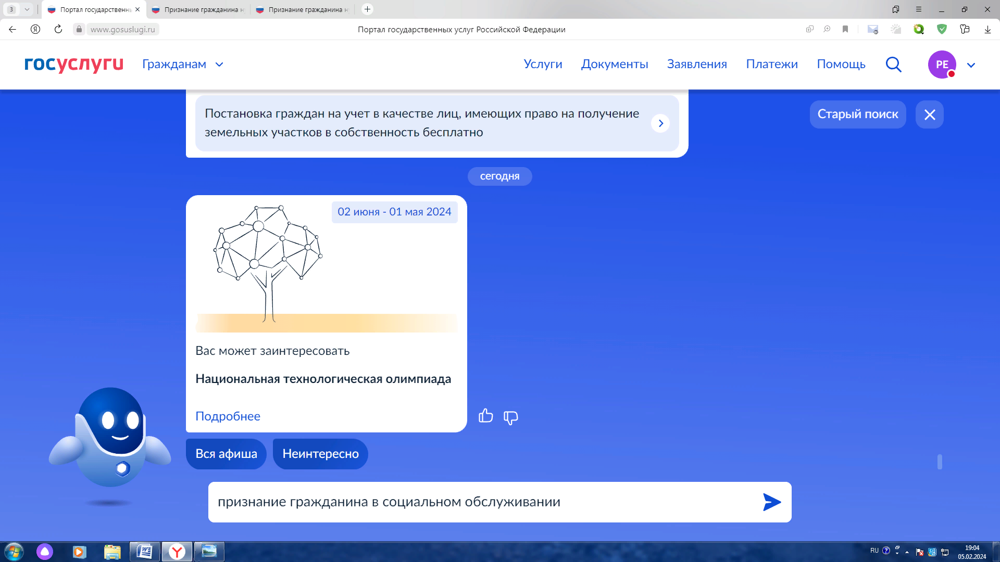 3
Портал государственнь
Признание гражданина н
Признание гражданина н
www.gosuslugi.ru
Портал государственных услуг Российской Федерации
госуслуги
Гражданам
Услуги
Документы
Заявления
Платежи
Помощь
РЕ
Постановка граждан на учет в качестве лиц, имеющих право на получение
земельных участков в собственность бесплатно
Старый поиск
сегодня
02 июня - 01 мая 2024
Вас может заинтересовать
Национальная технологическая олимпиада
Подробнее
Вся афиша
Неинтересно
признание гражданина в социальном обслуживании
RU
19:04
05.02.2024